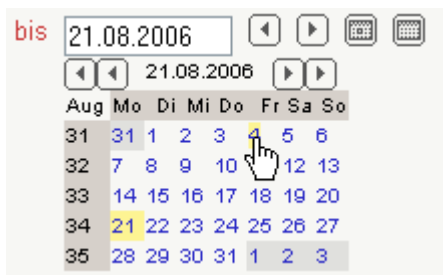 bis 21.08.2006
21.08.2006
Aug Mo Di Mi Do Fr Sa So
31 31 1 2 3 4 5 6
32 7 8 9 10 12 13
33 14 15 16 17 18 19 20
34 21 22 23 24 25 26 27
35 28 29 30 31 1 2 3